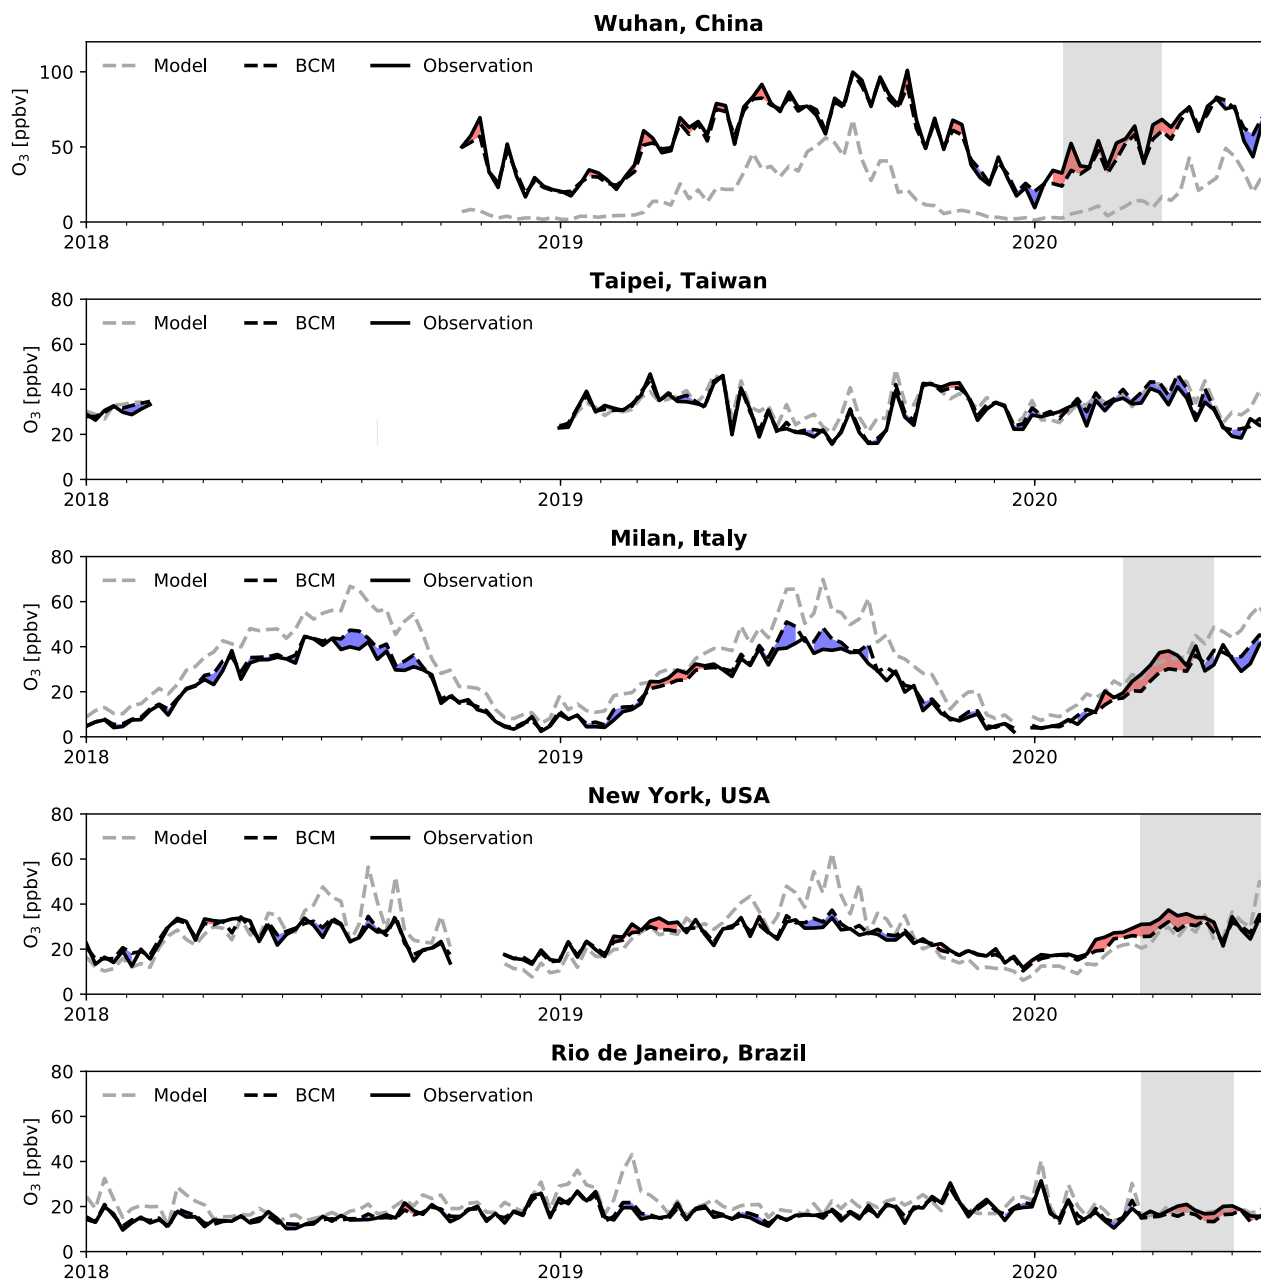 Wuhan, China
Model BCM Observation
O₃ [ppbv]
100
50
0
2018 2019 2020
Taipei, Taiwan
Model BCM Observation
O₃ [ppbv]
80
60
40
20
0
2018 2019 2020
Milan, Italy
Model BCM Observation
O₃ [ppbv]
80
60
40
20
0
2018 2019 2020
New York, USA
Model BCM Observation
O₃ [ppbv]
80
60
40
20
0
2018 2019 2020
Rio de Janeiro, Brazil
Model BCM Observation
O₃ [ppbv]
80
60
40
20
0
2018 2019 2020